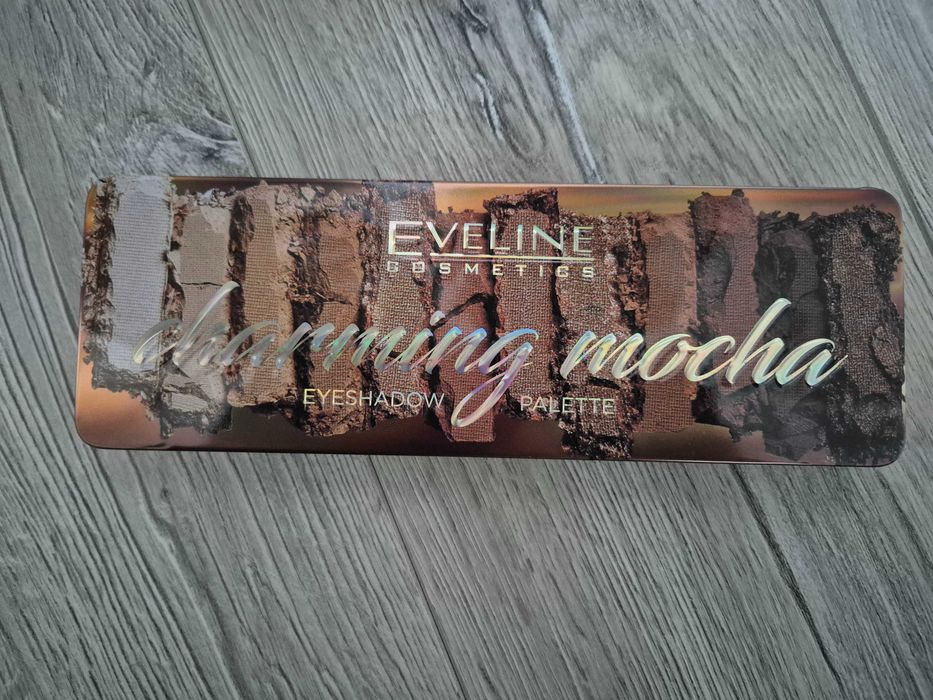 EVELINE
COSMETICS
charming mocha
EYESHADOW PALETTE